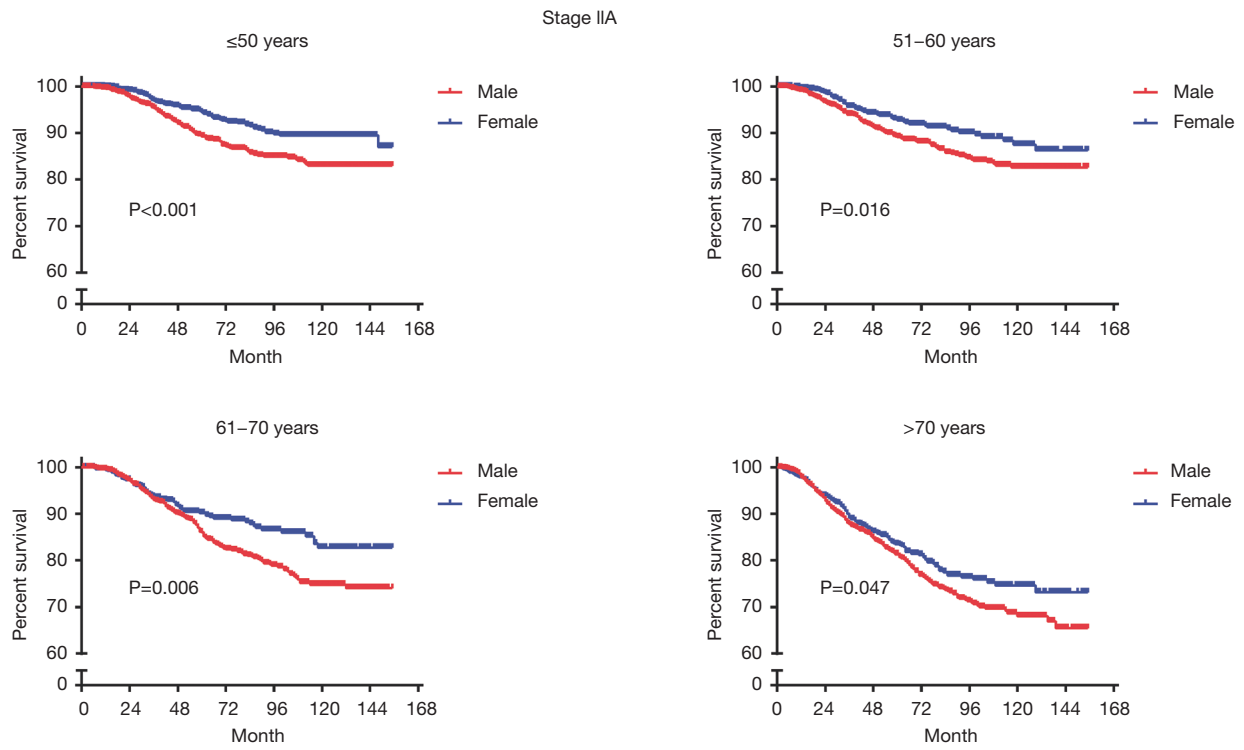 Stage IIA
≤50 years
Percent survival
100
90
80
70
60
0
P<0.001
Male
Female
0 24 48 72 96 120 144 168
Month
51–60 years
Percent survival
100
90
80
70
60
0
P=0.016
Male
Female
0 24 48 72 96 120 144 168
Month
61–70 years
Percent survival
100
90
80
70
60
0
P=0.006
Male
Female
0 24 48 72 96 120 144 168
Month
>70 years
Percent survival
100
90
80
70
60
0
P=0.047
Male
Female
0 24 48 72 96 120 144 168
Month